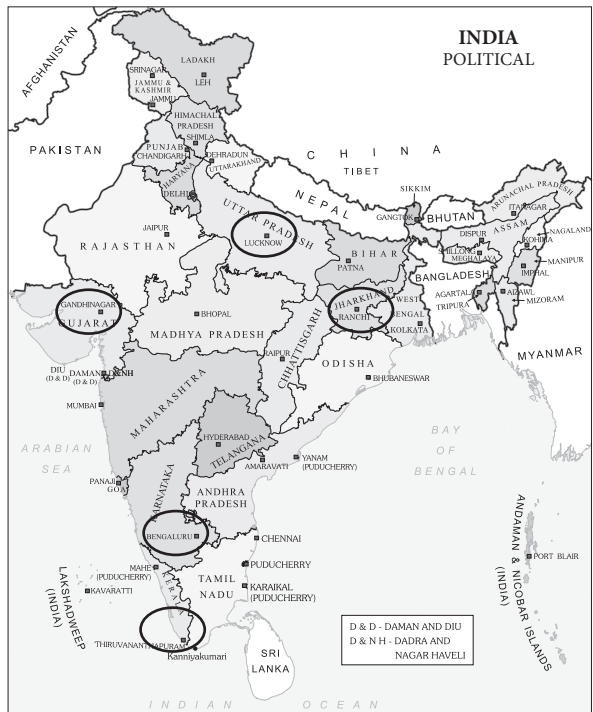 INDIA
POLITICAL
AFGHANISTAN
PAKISTAN
C H I N A
TIBET
NEPAL
BHUTAN
BANGLADESH
MYANMAR
LADAKH
LEH
SRINAGAR
JAMMU &
KASHMIR
JAMMU
HIMACHAL
PRADESH
SHIMLA
PUNJAB
CHANDIGARH
DEHRADUN
UTTARAKHAND
HARYANA
DELHI
SIKKIM
GANGTOK
ARUNACHAL PRADESH
ITANAGAR
ASSAM
NAGALAND
DISPUR
KOHIMA
SHILLONG
MEGHALAYA
MANIPUR
IMPHAL
AGARTALA
TRIPURA
AIZAWL
MIZORAM
RAJASTHAN
JAIPUR
UTTAR PRADESH
LUCKNOW
BIHAR
PATNA
JHARKHAND
RANCHI
WEST
BENGAL
KOLKATA
GANDHINAGAR
GUJARAT
BHOPAL
MADHYA PRADESH
CHHATTISGARH
RAIPUR
ODISHA
BHUBANESWAR
DIU
(D & D)
DAMAN
(D & D)
D&NH
MUMBAI
MAHARASHTRA
HYDERABAD
TELANGANA
AMARAVATI
YANAM
(PUDUCHERRY)
ARABIAN
SEA
BAY
OF
BENGAL
PANAJI
GOA
KARNATAKA
ANDHRA
PRADESH
BENGALURU
CHENNAI
MAHE
(PUDUCHERRY)
PUDUCHERRY
KERALA
TAMIL
NADU
KARAIKAL
(PUDUCHERRY)
KAVARATTI
LAKSHADWEEP
(INDIA)
THIRUVANANTHAPURAM
Kanniyakumari
SRI
LANKA
PORT BLAIR
ANDAMAN & NICOBAR ISLANDS
(INDIA)
D & D - DAMAN AND DIU
D & N H - DADRA AND
NAGAR HAVELI
INDIAN OCEAN